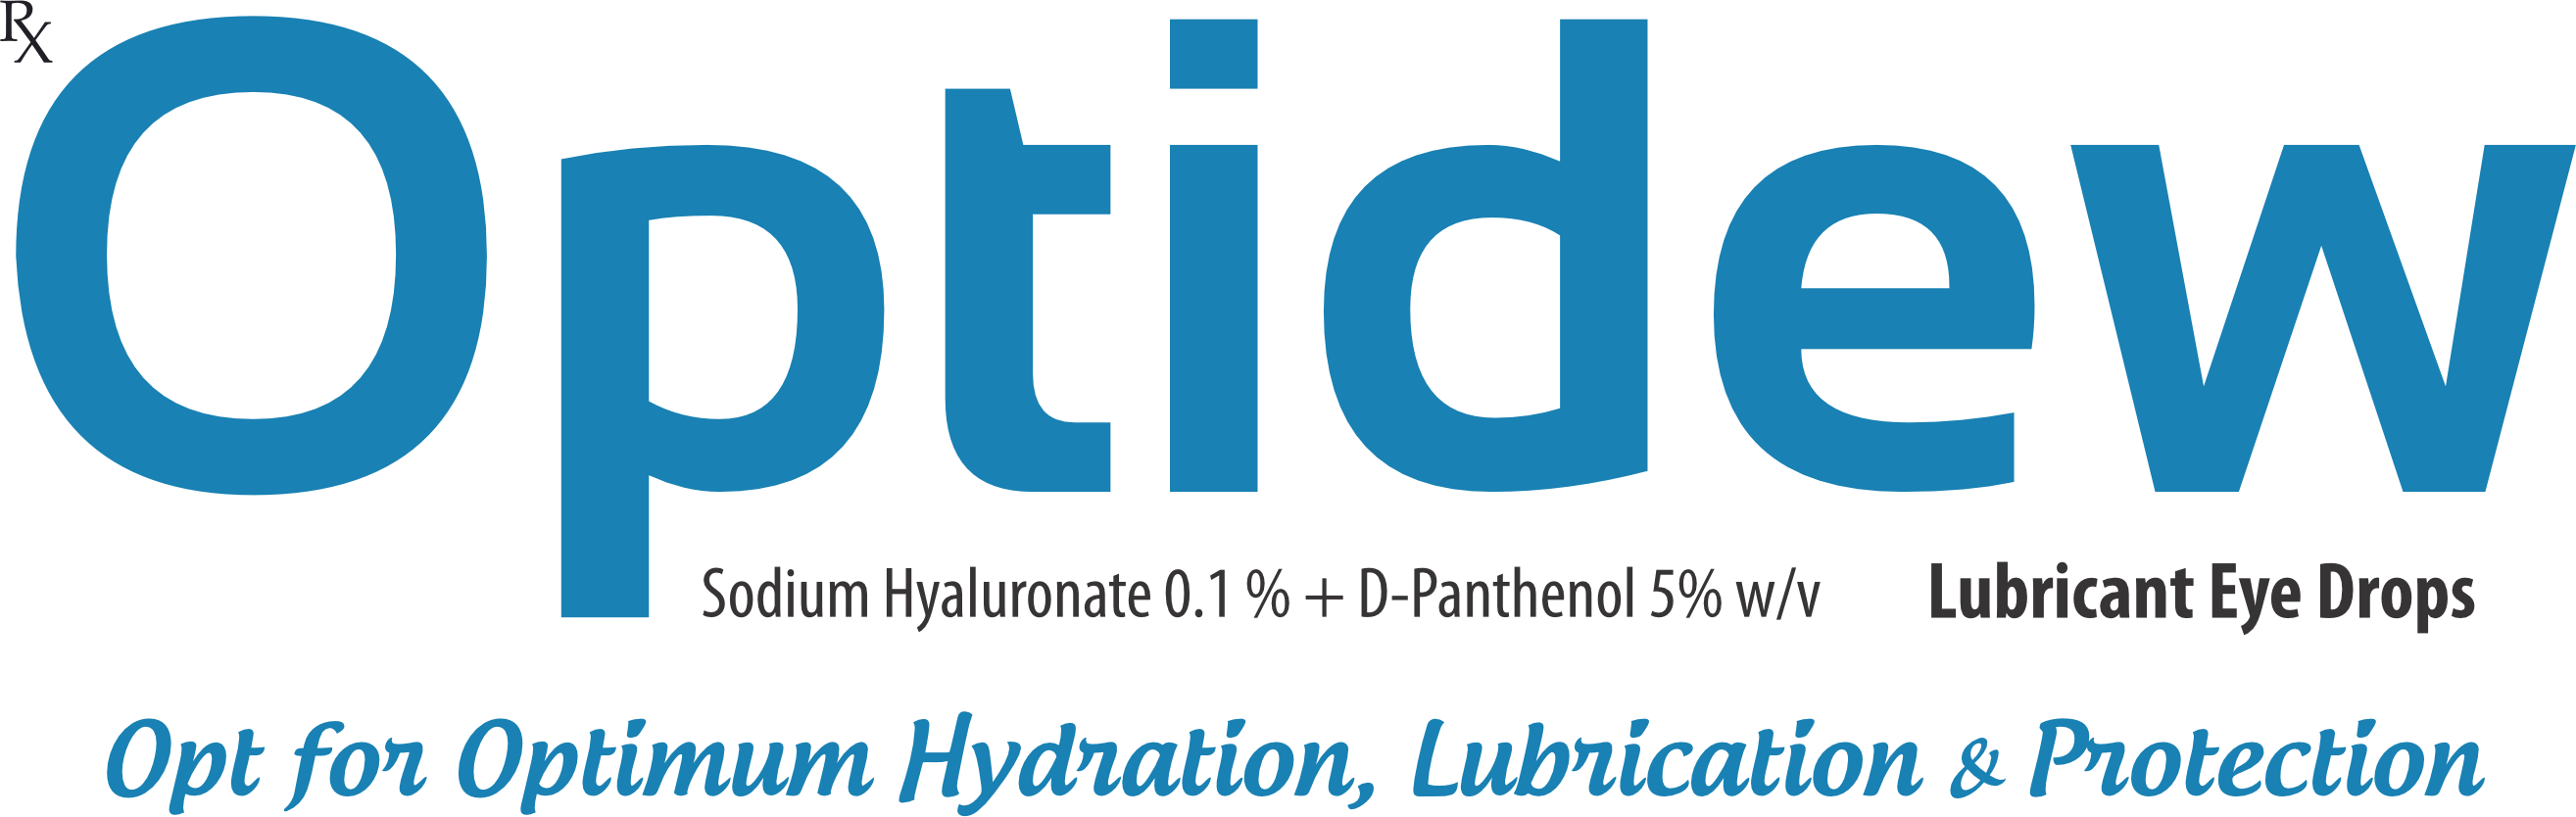 Rx Optidew
Sodium Hyaluronate 0.1 % + D-Panthenol 5% w/v Lubricant Eye Drops
Opt for Optimum Hydration, Lubrication & Protection